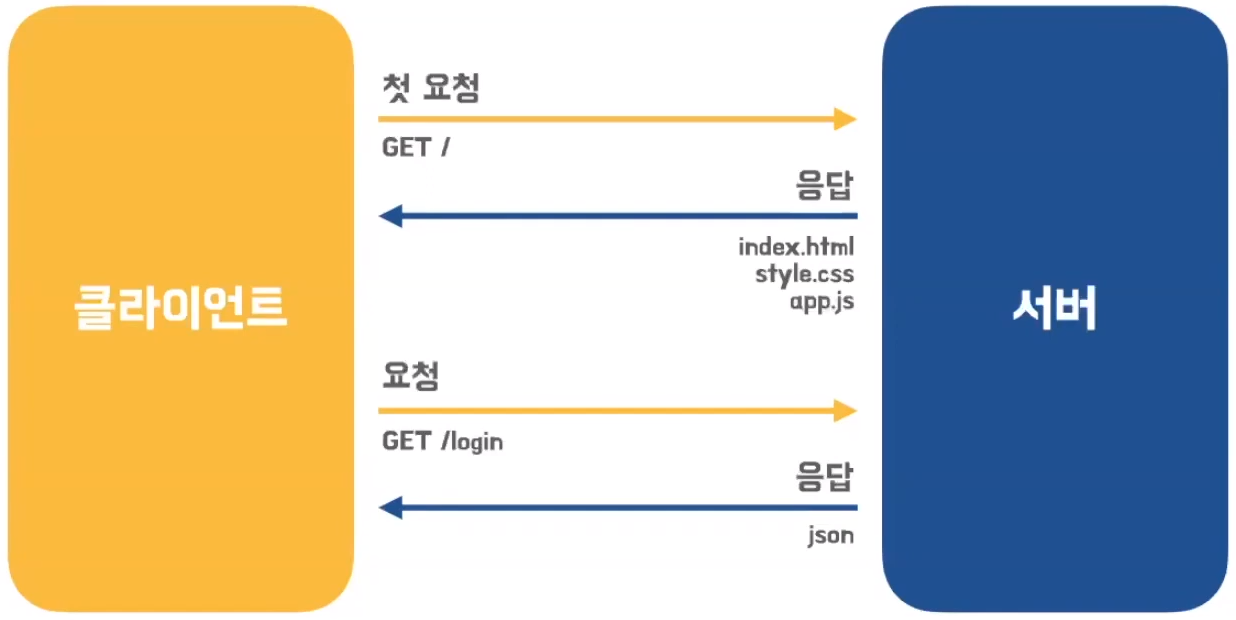 첫 요청
GET /
응답
index.html
style.css
app.js
클라이언트
서버
요청
GET /login
응답
json